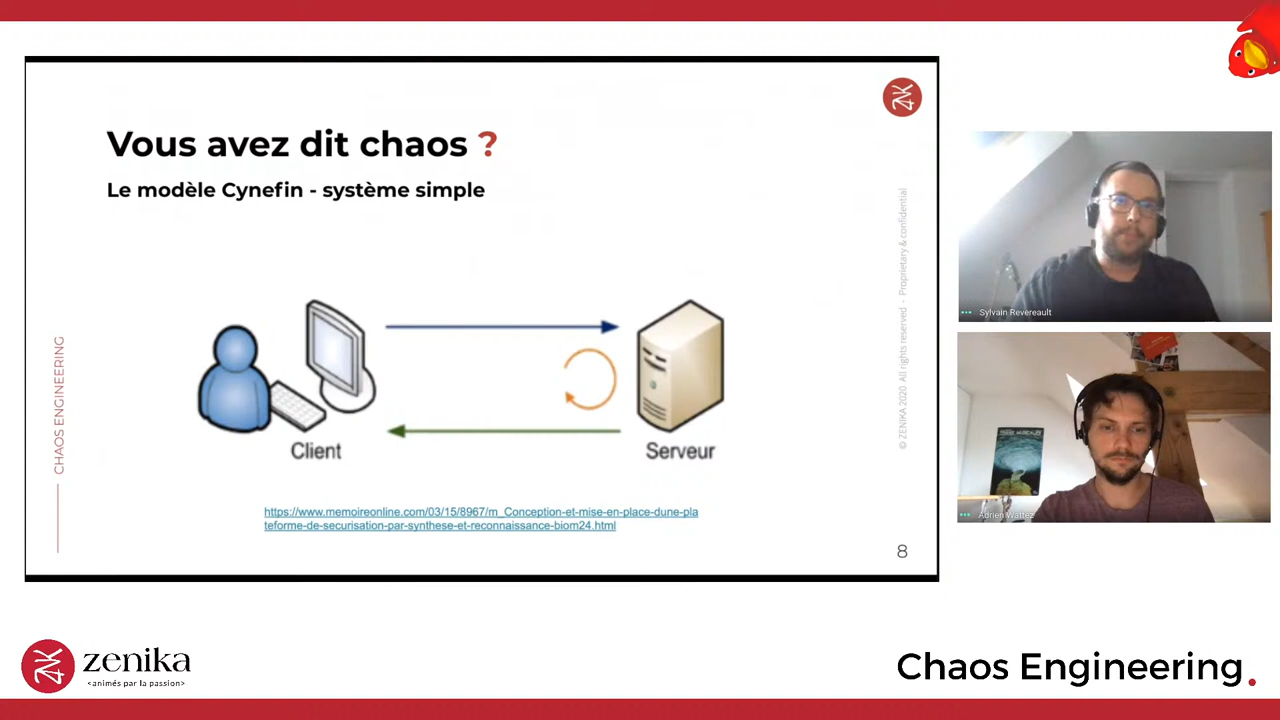 Vous avez dit chaos ?
Le modèle Cynefin - système simple
CHAOS ENGINEERING
© ZENIKA 2020 All rights reserved - Proprietary & confidential
Client
Serveur
https://www.memoireonline.com/03/15/8967/m_Conception-et-mise-en-place-dune-pla
teforme-de-securisation-par-synthese-et-reconnaissance-biom24.html
8
Sylvain Revereault
Adrien Wattez
zenika
<animés par la passion>
Chaos Engineering.